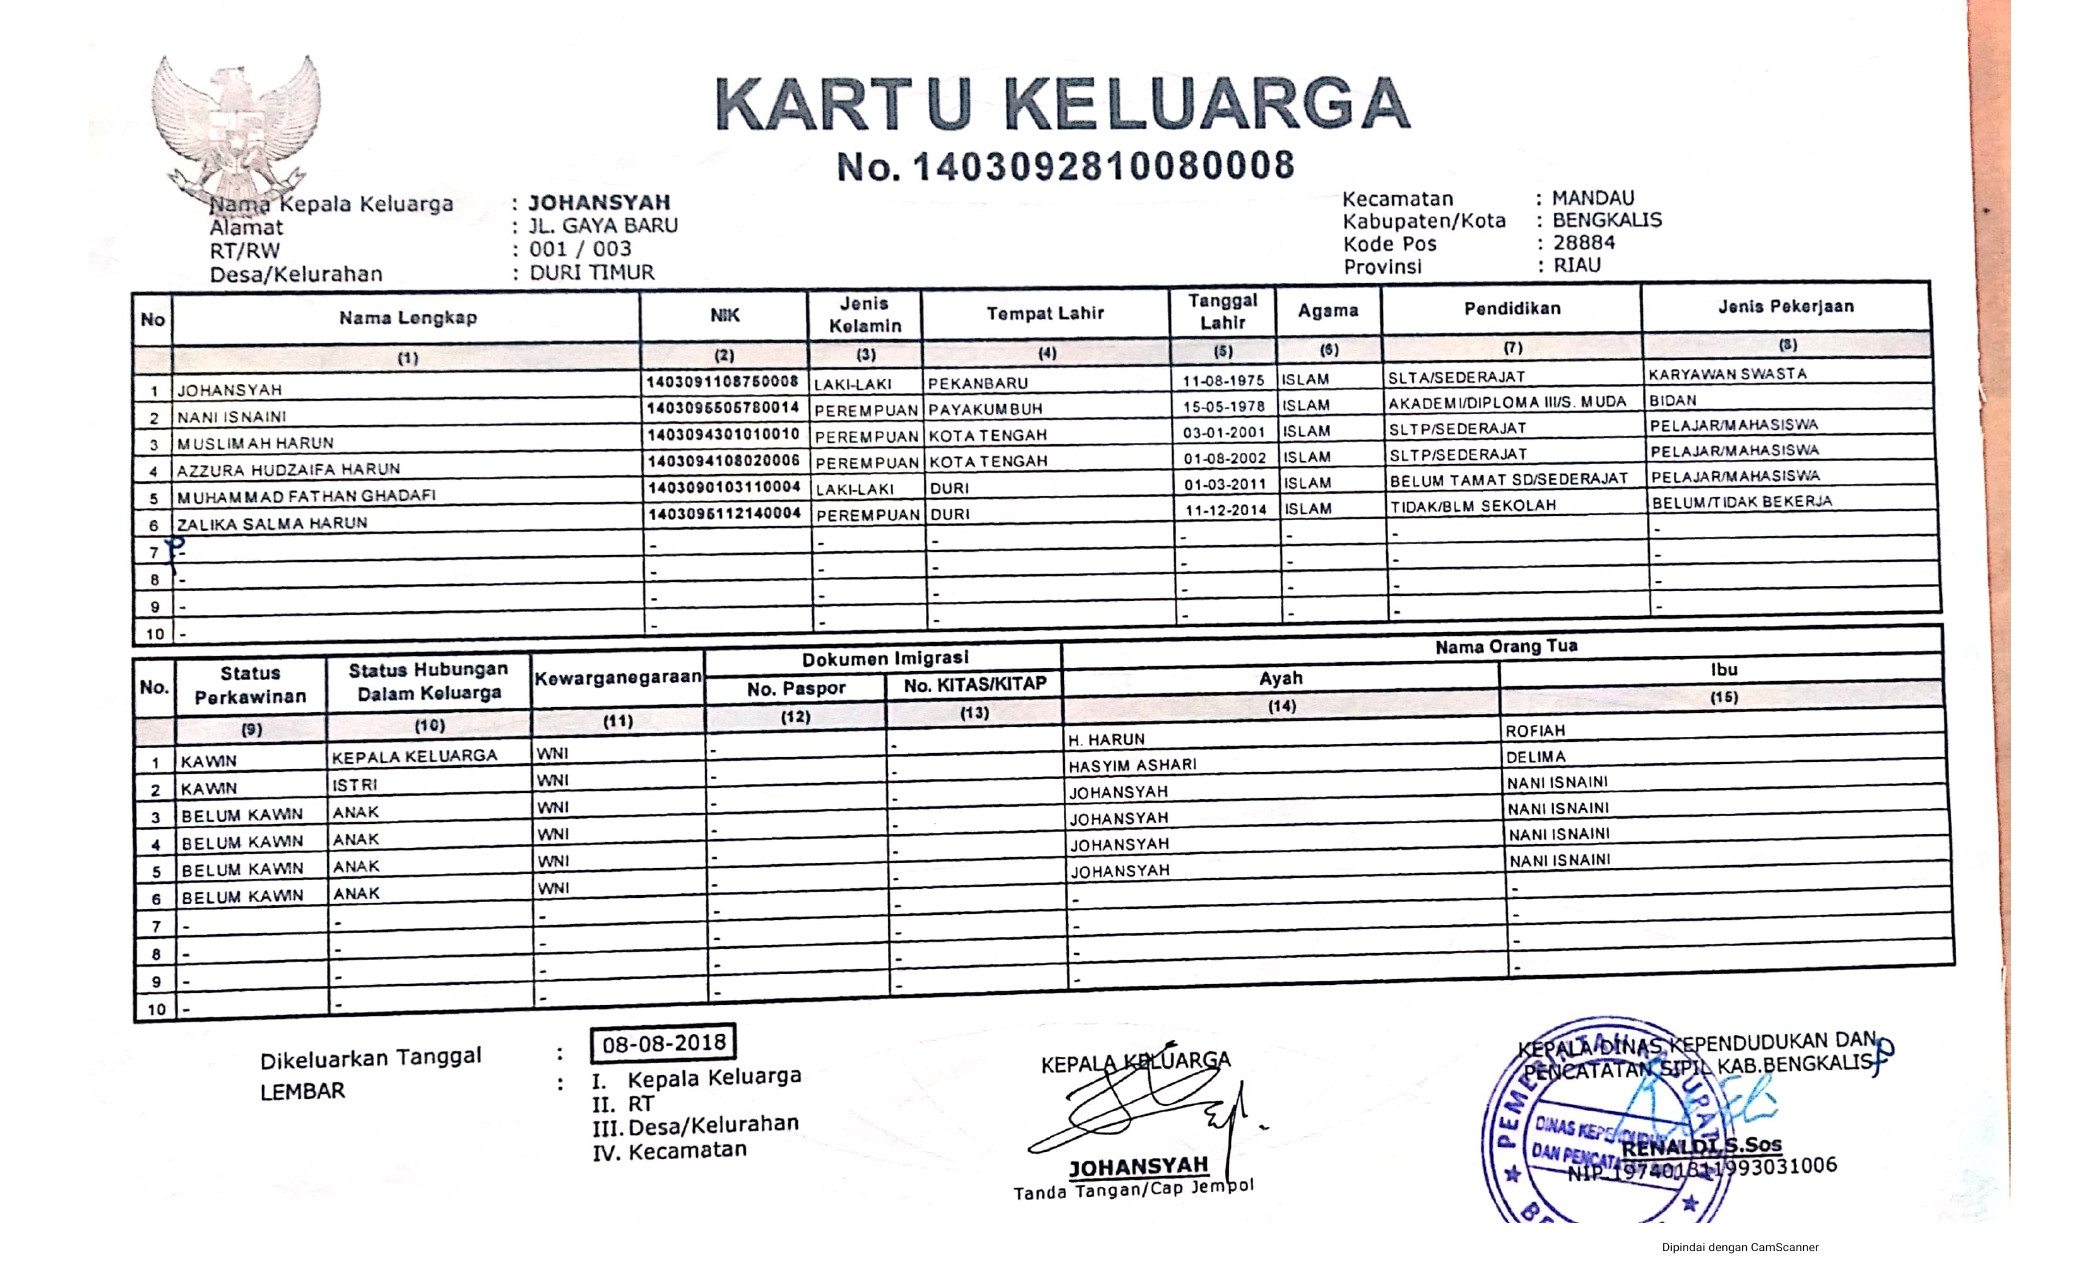 KARTU KELUARGA
No. 1403092810080008
Nama Kepala Keluarga : JOHANSYAH
Alamat : JL. GAYA BARU
RT/RW : 001 / 003
Desa/Kelurahan : DURI TIMUR
Kecamatan : MANDAU
Kabupaten/Kota : BENGKALIS
Kode Pos : 28884
Provinsi : RIAU
No Nama Lengkap NIK Jenis Kelamin Tempat Lahir Tanggal Lahir Agama Pendidikan Jenis Pekerjaan
(1) (2) (3) (4) (5) (6) (7) (8)
1 JOHANSYAH 1403091108750008 LAKI-LAKI PEKANBARU 11-08-1975 ISLAM SLTA/SEDERAJAT KARYAWAN SWASTA
2 NANI ISNAINI 1403095505780014 PEREMPUAN PAYAKUMBUH 15-05-1978 ISLAM AKADEMI/DIPLOMA III/S. MUDA BIDAN
3 MUSLIMAH HARUN 1403094301010010 PEREMPUAN KOTA TENGAH 03-01-2001 ISLAM SLTP/SEDERAJAT PELAJAR/MAHASISWA
4 AZZURA HUDZAIFA HARUN 1403094108020006 PEREMPUAN KOTA TENGAH 01-08-2002 ISLAM SLTP/SEDERAJAT PELAJAR/MAHASISWA
5 MUHAMMAD FATHAN GHADAFI 1403090103110004 LAKI-LAKI DURI 01-03-2011 ISLAM BELUM TAMAT SD/SEDERAJAT PELAJAR/MAHASISWA
6 ZALIKA SALMA HARUN 1403095112140004 PEREMPUAN DURI 11-12-2014 ISLAM TIDAK/BLM SEKOLAH BELUM/TIDAK BEKERJA
7 - - - - - - - -
8 - - - - - - - -
9 - - - - - - - -
10 - - - - - - - -
No. Status Perkawinan Status Hubungan Dalam Keluarga Kewarganegaraan Dokumen Imigrasi Nama Orang Tua
No. Paspor No. KITAS/KITAP Ayah Ibu
(9) (10) (11) (12) (13) (14) (15)
1 KAWIN KEPALA KELUARGA WNI - - H. HARUN ROFIAH
2 KAWIN ISTRI WNI - - HASYIM ASHARI DELIMA
3 BELUM KAWIN ANAK WNI - - JOHANSYAH NANI ISNAINI
4 BELUM KAWIN ANAK WNI - - JOHANSYAH NANI ISNAINI
5 BELUM KAWIN ANAK WNI - - JOHANSYAH NANI ISNAINI
6 BELUM KAWIN ANAK WNI - - JOHANSYAH NANI ISNAINI
7 - - - - - - -
8 - - - - - - -
9 - - - - - - -
10 - - - - - - -
Dikeluarkan Tanggal : 08-08-2018
LEMBAR : I. Kepala Keluarga
II. RT
III. Desa/Kelurahan
IV. Kecamatan
KEPALA KELUARGA
JOHANSYAH
Tanda Tangan/Cap Jempol
KEPALA DINAS KEPENDUDUKAN DAN
PENCATATAN SIPIL KAB.BENGKALIS
RENALDI, S.Sos
NIP.197401311993031006
Dipindai dengan CamScanner